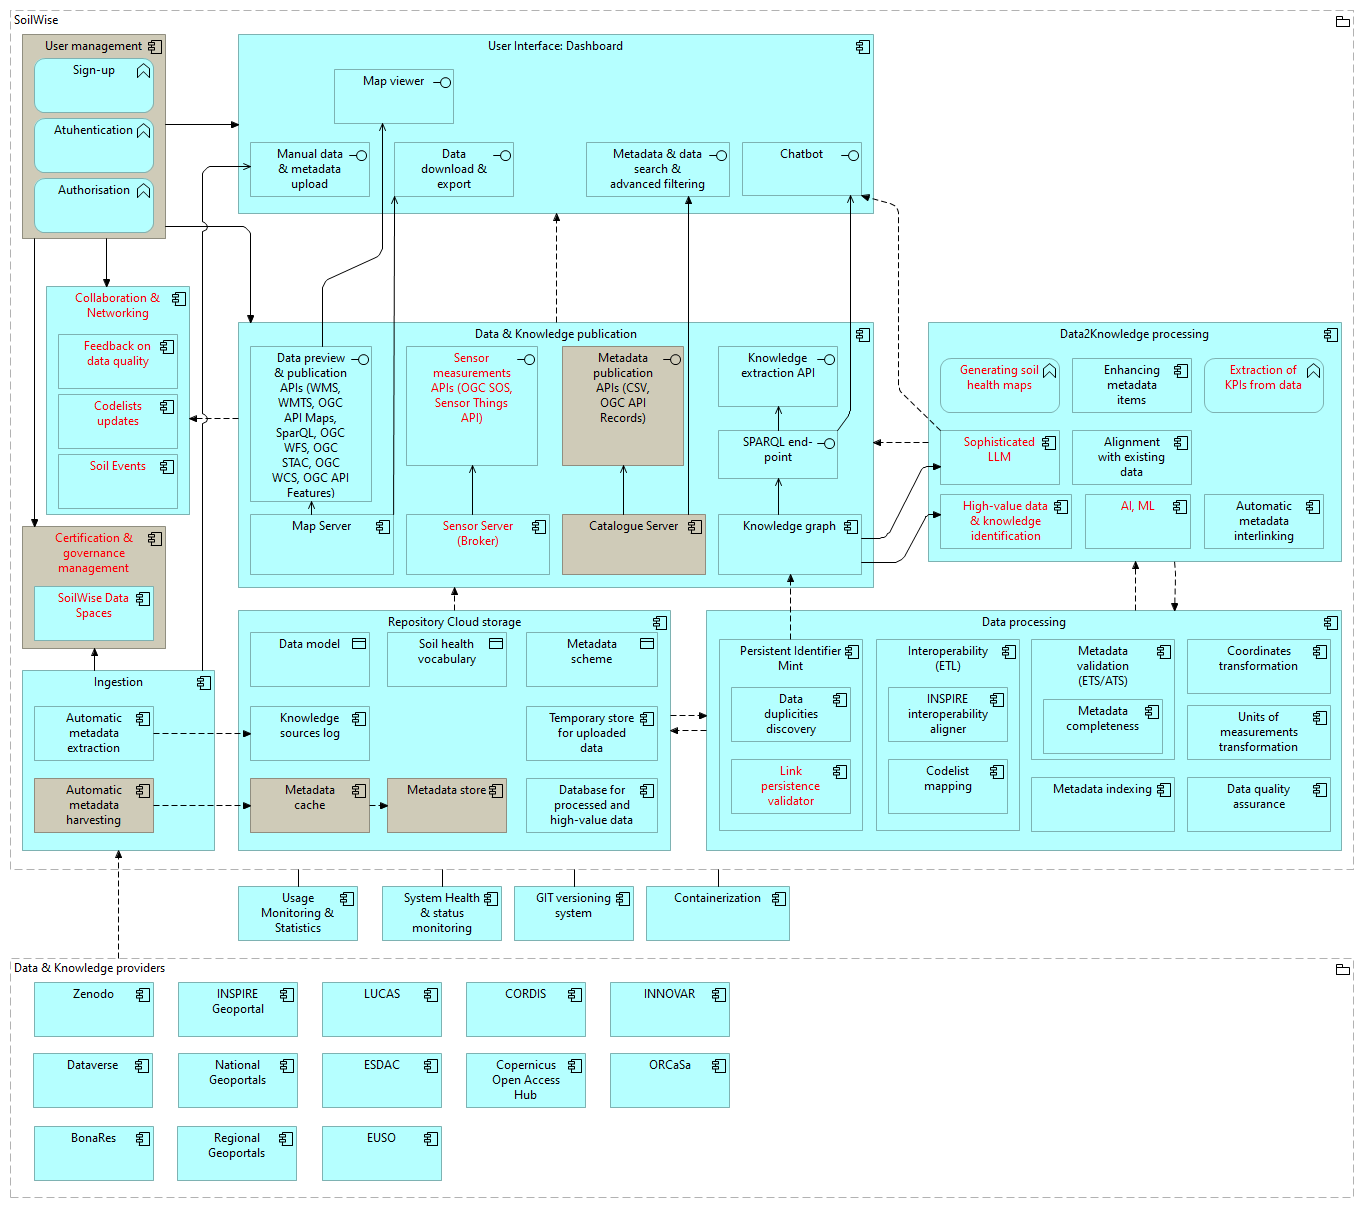 SoilWise
User management
Sign-up
Atuhentication
Authorisation
User Interface: Dashboard
Map viewer
Manual data
& metadata
upload
Data
download &
export
Metadata & data
search &
advanced filtering
Chatbot
Collaboration &
Networking
Feedback on
data quality
Codelists
updates
Soil Events
Data & Knowledge publication
Data preview
& publication
APIs (WMS,
WMTS, OGC
API Maps,
SparQL, OGC
WFS, OGC
STAC, OGC
WCS, OGC API
Features)
Sensor
measurements
APIs (OGC SOS,
Sensor Things
API)
Metadata
publication
APIs (CSV,
OGC API
Records)
Knowledge
extraction API
SPARQL end-
point
Map Server
Sensor Server
(Broker)
Catalogue Server
Knowledge graph
Data2Knowledge processing
Generating soil
health maps
Enhancing
metadata
items
Extraction of
KPIs from data
Sophisticated
LLM
Alignment
with existing
data
High-value data
& knowledge
identification
AI, ML
Automatic
metadata
interlinking
Certification &
governance
management
SoilWise Data
Spaces
Ingestion
Automatic
metadata
extraction
Automatic
metadata
harvesting
Repository Cloud storage
Data model
Soil health
vocabulary
Metadata
scheme
Knowledge
sources log
Temporary store
for uploaded
data
Metadata
cache
Metadata store
Database for
processed and
high-value data
Data processing
Persistent Identifier
Mint
Data
duplicities
discovery
Link
persistence
validator
Interoperability
(ETL)
INSPIRE
interoperability
aligner
Codelist
mapping
Metadata
validation
(ETS/ATS)
Metadata
completeness
Metadata indexing
Coordinates
transformation
Units of
measurements
transformation
Data quality
assurance
Usage
Monitoring &
Statistics
System Health
& status
monitoring
GIT versioning
system
Containerization
Data & Knowledge providers
Zenodo
INSPIRE
Geoportal
LUCAS
CORDIS
INNOVAR
Dataverse
National
Geoportals
ESDAC
Copernicus
Open Access
Hub
ORCaSa
BonaRes
Regional
Geoportals
EUSO